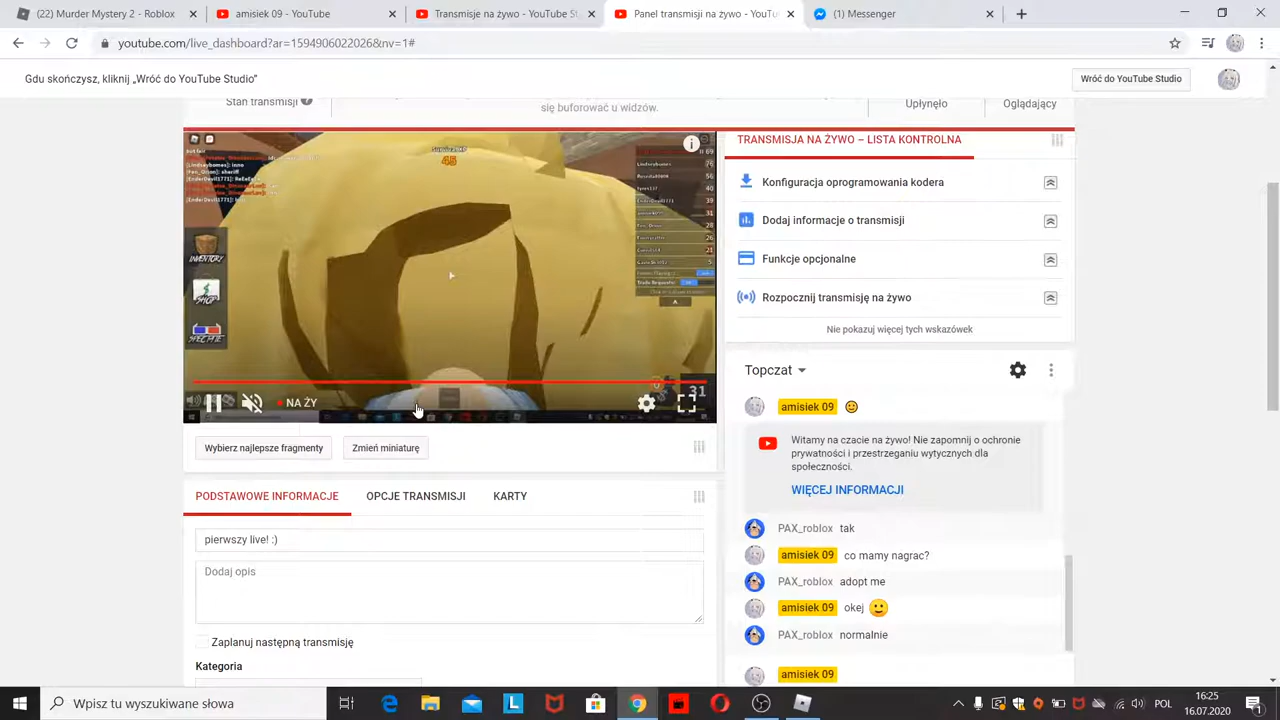 (22) Murder Mystery 2 - Roblox
amisiek 09 - YouTube
Transmisje na żywo - YouTube St
Panel transmisji na żywo - YouTu
(1) Messenger
youtube.com/live_dashboard?ar=1594906022026&nv=1#
Gdu skończysz, kliknij „Wróć do YouTube Studio"
Wróć do YouTube Studio
Stan transmisji
się buforować u widzów.
Upłynęło
Oglądający
45
INVENTORY
SHOP
SPECTATE
31
NA ŻY
Wybierz najlepsze fragmenty
Zmień miniaturę
PODSTAWOWE INFORMACJE
OPCJE TRANSMISJI
KARTY
pierwszy live! :)
Dodaj opis
Zaplanuj następną transmisję
Kategoria
TRANSMISJA NA ŻYWO – LISTA KONTROLNA
Konfiguracja oprogramowania kodera
Dodaj informacje o transmisji
Funkcje opcjonalne
Rozpocznij transmisję na żywo
Nie pokazuj więcej tych wskazówek
Topczat
amisiek 09
Witamy na czacie na żywo! Nie zapomnij o ochronie
prywatności i przestrzeganiu wytycznych dla
społeczności.
WIĘCEJ INFORMACJI
PAX_roblox tak
amisiek 09 co mamy nagrac?
PAX_roblox adopt me
amisiek 09 okej
PAX_roblox normalnie
amisiek 09
Wpisz tu wyszukiwane słowa
POL
16:25
16.07.2020